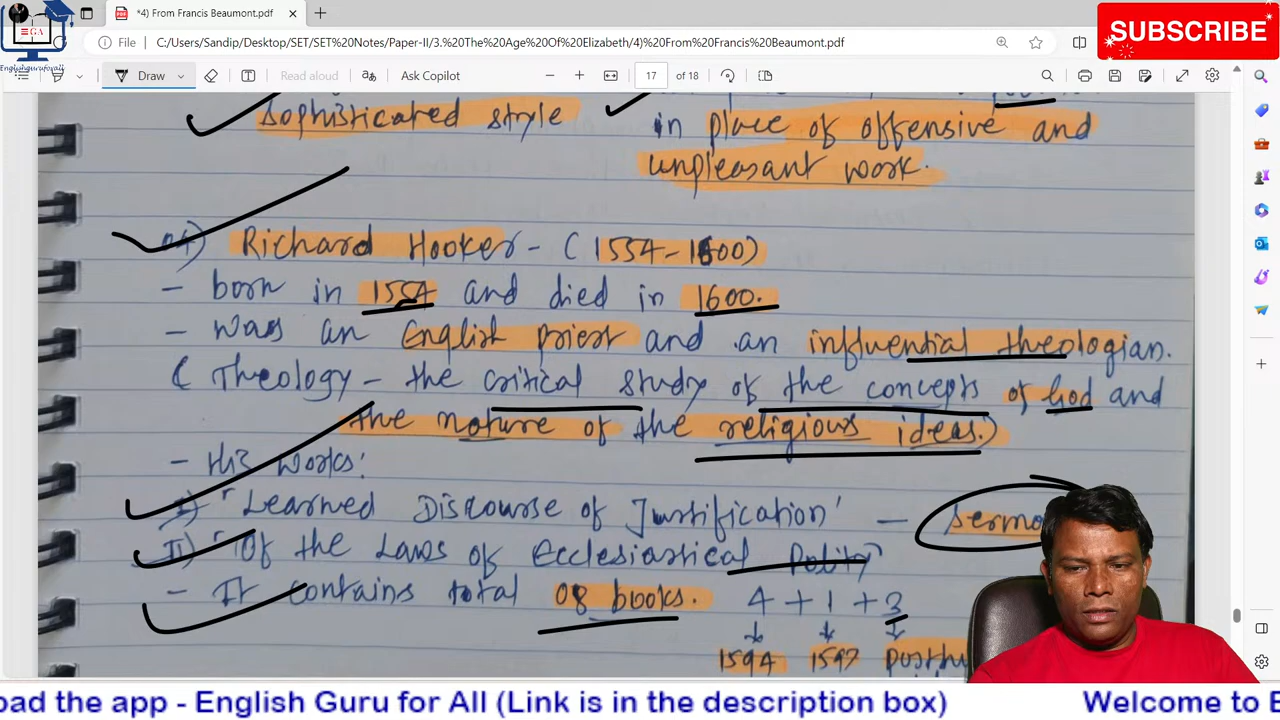 *4) From Francis Beaumont.pdf
SUBSCRIBE
EGA
Englishguruforall
File
C:/Users/Sandip/Desktop/SET/SET%20Notes/Paper-II/3.%20The%20Age%20Of%20Elizabeth/4)%20From%20Francis%20Beaumont.pdf
Draw
Read aloud
Ask Copilot
17 of 18
Sophisticated style
in place of offensive and
unpleasant work.
04) Richard Hooker - (1554-1600)
- born in 1554 and died in 1600.
- was an English priest and an influential theologian.
( Theology - the critical study of the concepts of God and
the nature of the religious ideas.)
- His works:
I) 'Learned Discourse of Justification' - Sermo
II) 'Of the Laws of Ecclesiastical Polity'
- It contains total 08 books. 4 + 1 + 3
1594 1597 Posthu
oad the app - English Guru for All (Link is in the description box) Welcome to E